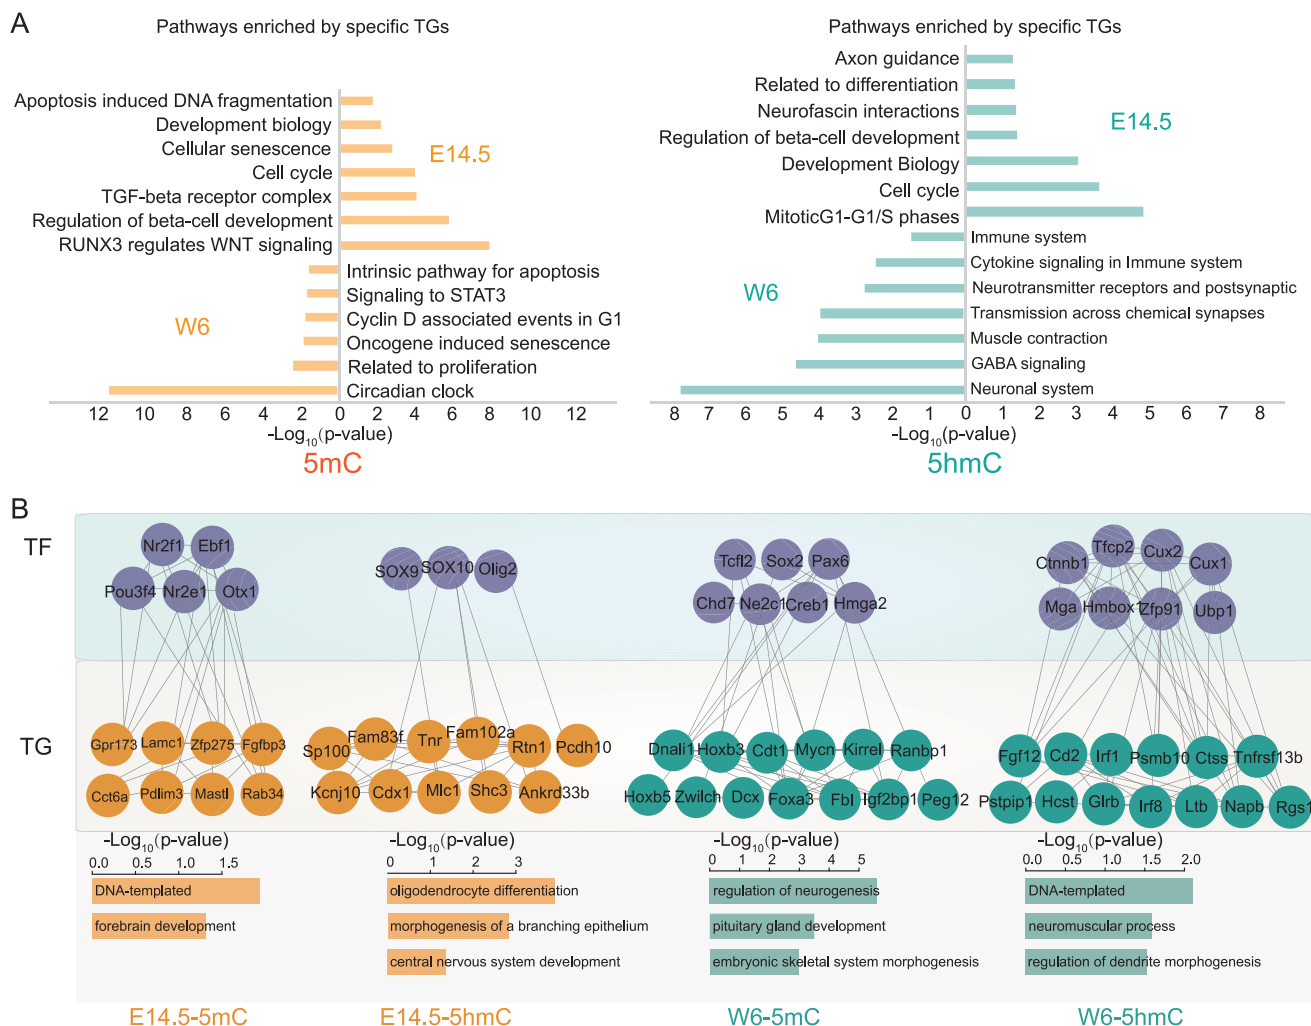 A
Pathways enriched by specific TGs
Apoptosis induced DNA fragmentation
Development biology
Cellular senescence
Cell cycle
TGF-beta receptor complex
Regulation of beta-cell development
RUNX3 regulates WNT signaling
E14.5
Intrinsic pathway for apoptosis
Signaling to STAT3
Cyclin D associated events in G1
Oncogene induced senescence
Related to proliferation
Circadian clock
W6
12 10 8 6 4 2 0 2 4 6 8 10 12
-Log10(p-value)
5mC
Pathways enriched by specific TGs
Axon guidance
Related to differentiation
Neurofascin interactions
Regulation of beta-cell development
Development Biology
Cell cycle
MitoticG1-G1/S phases
E14.5
Immune system
Cytokine signaling in Immune system
Neurotransmitter receptors and postsynaptic
Transmission across chemical synapses
Muscle contraction
GABA signaling
Neuronal system
W6
8 7 6 5 4 3 2 1 0 1 2 3 4 5 6 7 8
-Log10(p-value)
5hmC
B
TF
Nr2f1 Ebf1
Pou3f4 Nr2e1 Otx1
SOX9 SOX10 Olig2
Tcfl2 Sox2 Pax6
Chd7 Ne2c1 Creb1 Hmga2
Ctnnb1 Tfcp2 Cux2 Cux1
Mga Hmbox1 Zfp91 Ubp1
TG
Gpr173 Lamc1 Zfp275 Fgfbp3
Cct6a Pdlim3 Mastl Rab34
Sp100 Fam83f Tnr Fam102a Rtn1 Pcdh10
Kcnj10 Cdx1 Mlc1 Shc3 Ankrd33b
Dnali1 Hoxb3 Cdt1 Mycn Kirrel Ranbp1
Hoxb5 Zwilch Dcx Foxa3 Fbl Igf2bp1 Peg12
Fgf12 Cd2 Irf1 Psmb10 Ctss Tnfrsf13b
Pstpip1 Hcst Glrb Irf8 Ltb Napb Rgs1
-Log10(p-value)
0.0 0.5 1.0 1.5
DNA-templated
forebrain development
E14.5-5mC
-Log10(p-value)
0 1 2 3
oligodendrocyte differentiation
morphogenesis of a branching epithelium
central nervous system development
E14.5-5hmC
-Log10(p-value)
0 1 2 3 4 5
regulation of neurogenesis
pituitary gland development
embryonic skeletal system morphogenesis
W6-5mC
-Log10(p-value)
0.0 0.5 1.0 1.5 2.0
DNA-templated
neuromuscular process
regulation of dendrite morphogenesis
W6-5hmC